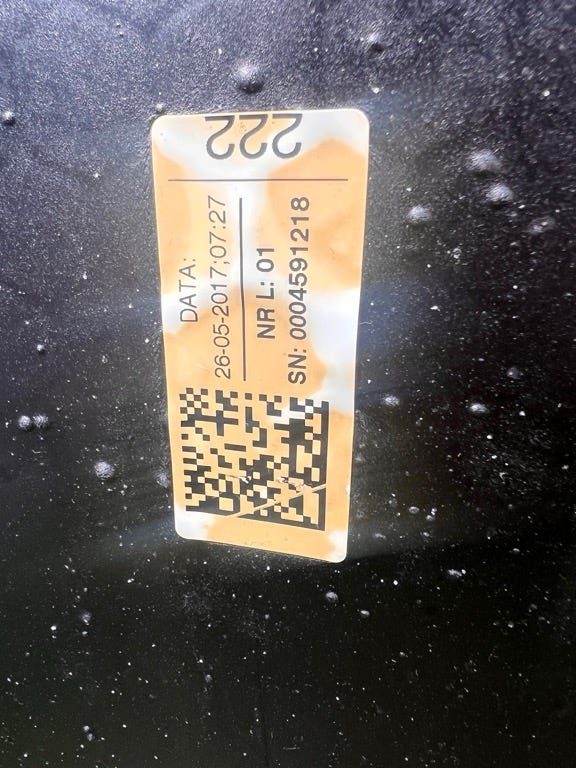 222
DATA:
26-05-2017;07:27
NR L: 01
SN: 0004591218